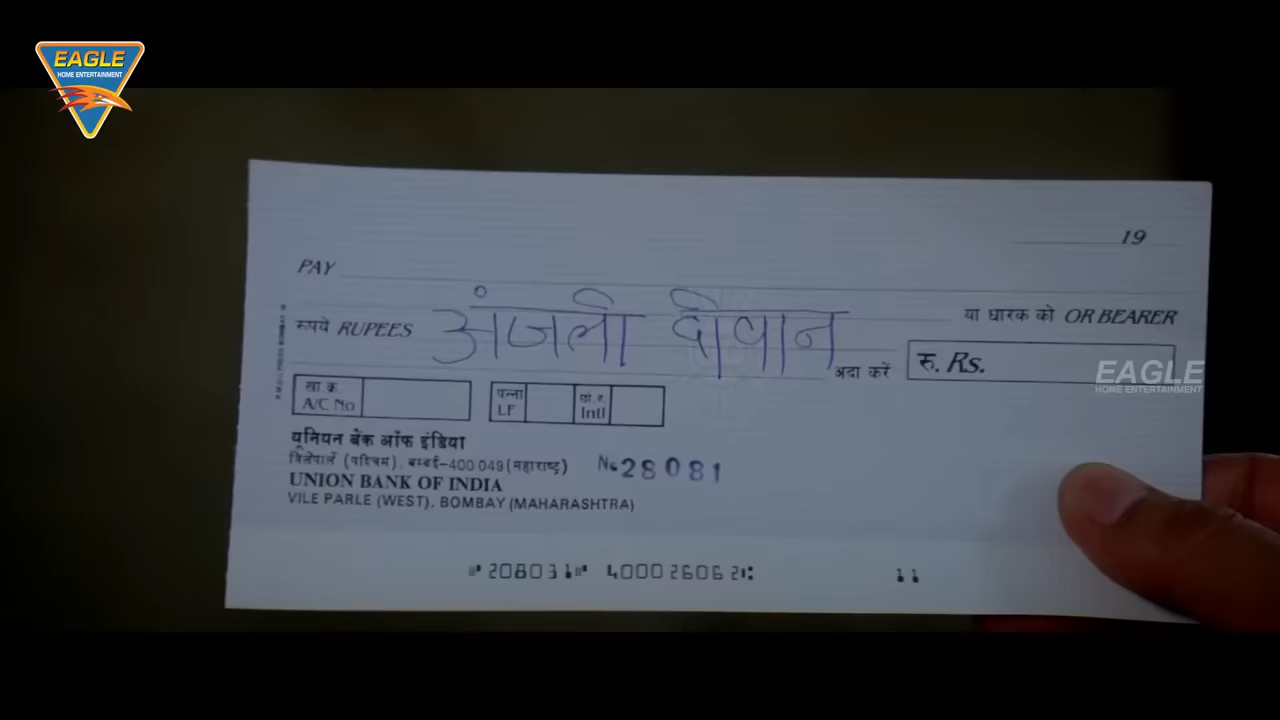 EAGLE
HOME ENTERTAINMENT
19
PAY
रुपये RUPEES अंजली दीवान या धारक को OR BEARER
अदा करें रु. Rs.
EAGLE
HOME ENTERTAINMENT
खा.क्र.
A/C No
पन्ना
LF
Intl
यूनियन बेंक ऑफ इंडिया
विलेपार्ले (पश्चिम), बम्बई-400 049 (महाराष्ट्र) No 28081
UNION BANK OF INDIA
VILE PARLE (WEST), BOMBAY (MAHARASHTRA)
⑈208031⑈ 400026062⑆ 11